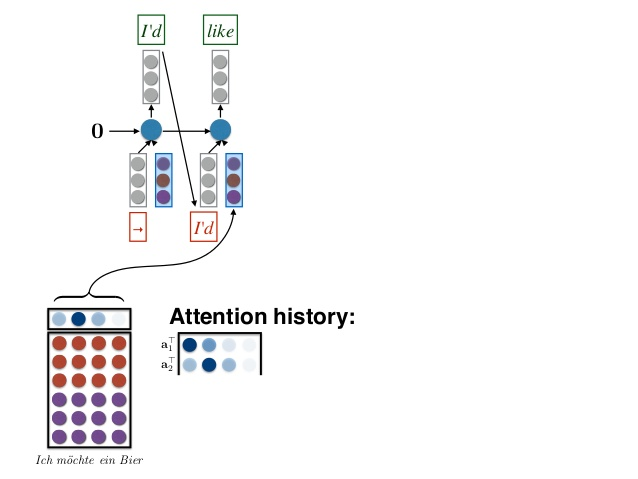 I'd like
0
→ I'd
Attention history:
a₁⊤
a₂⊤
Ich möchte ein Bier